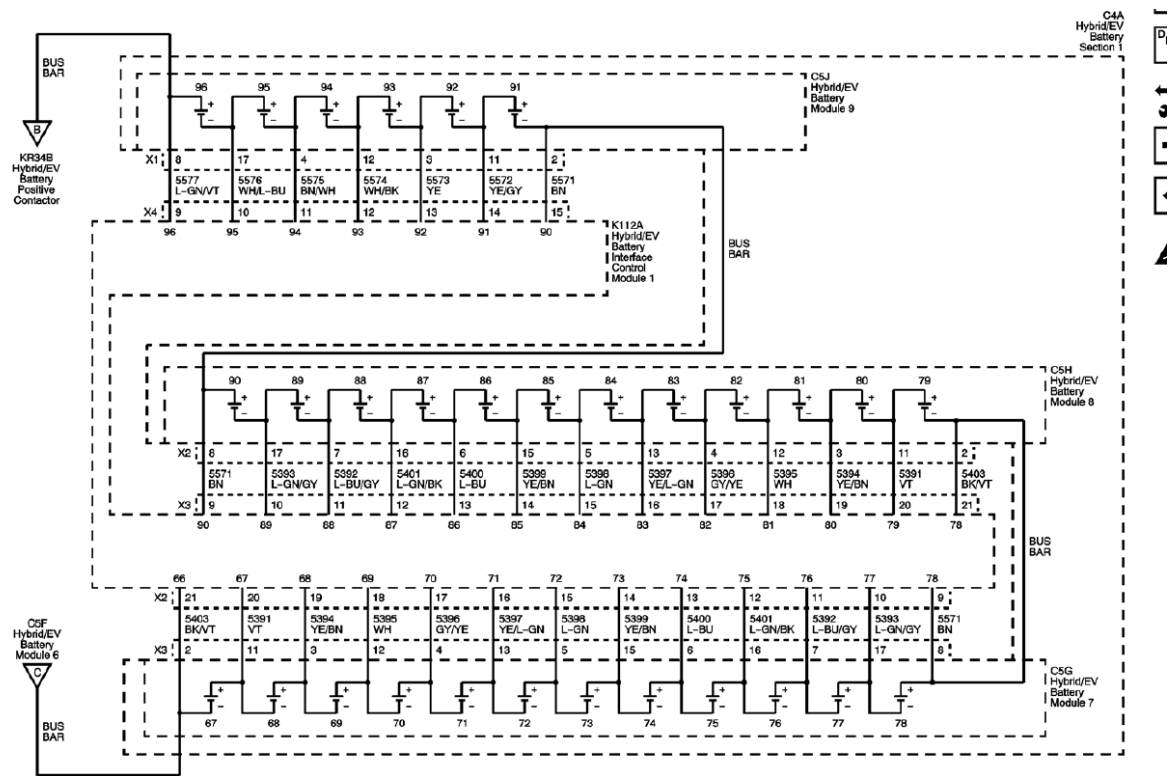 C4A
Hybrid/EV
Battery
Section 1
BUS
BAR
B
KR34B
Hybrid/EV
Battery
Positive
Contactor
96 95 94 93 92 91
C5J
Hybrid/EV
Battery
Module 9
+ + + + + +
− − − − − −
X1 8 17 4 12 3 11 2
5577 5576 5575 5574 5573 5572 5571
L-GN/VT WH/L-BU BN/WH WH/BK YE YE/GY BN
X4 9 10 11 12 13 14 15
96 95 94 93 92 91 90
K112A
Hybrid/EV
Battery
Interface
Control
Module 1
BUS
BAR
90 89 88 87 86 85 84 83 82 81 80 79
C5H
Hybrid/EV
Battery
Module 8
+ + + + + + + + + + + +
− − − − − − − − − − − −
X2 8 17 7 16 6 15 5 13 4 12 3 11 2
5571 5393 5392 5401 5400 5399 5398 5397 5396 5395 5394 5391 5403
BN L-GN/GY L-BU/GY L-GN/BK L-BU YE/BN L-GN YE/L-GN GY/YE WH YE/BN VT BK/VT
X3 9 10 11 12 13 14 15 16 17 18 19 20 21
90 89 88 87 86 85 84 83 82 81 80 79 78
BUS
BAR
66 67 68 69 70 71 72 73 74 75 76 77 78
X2 21 20 19 18 17 16 15 14 13 12 11 10 9
5403 5391 5394 5395 5396 5397 5398 5399 5400 5401 5392 5393 5571
BK/VT VT YE/BN WH GY/YE YE/L-GN L-GN YE/BN L-BU L-GN/BK L-BU/GY L-GN/GY BN
X3 2 11 3 12 4 13 5 15 6 16 7 17 8
C5F
Hybrid/EV
Battery
Module 6
C
BUS
BAR
+ + + + + + + + + + + +
− − − − − − − − − − − −
67 68 69 70 71 72 73 74 75 76 77 78
C5G
Hybrid/EV
Battery
Module 7